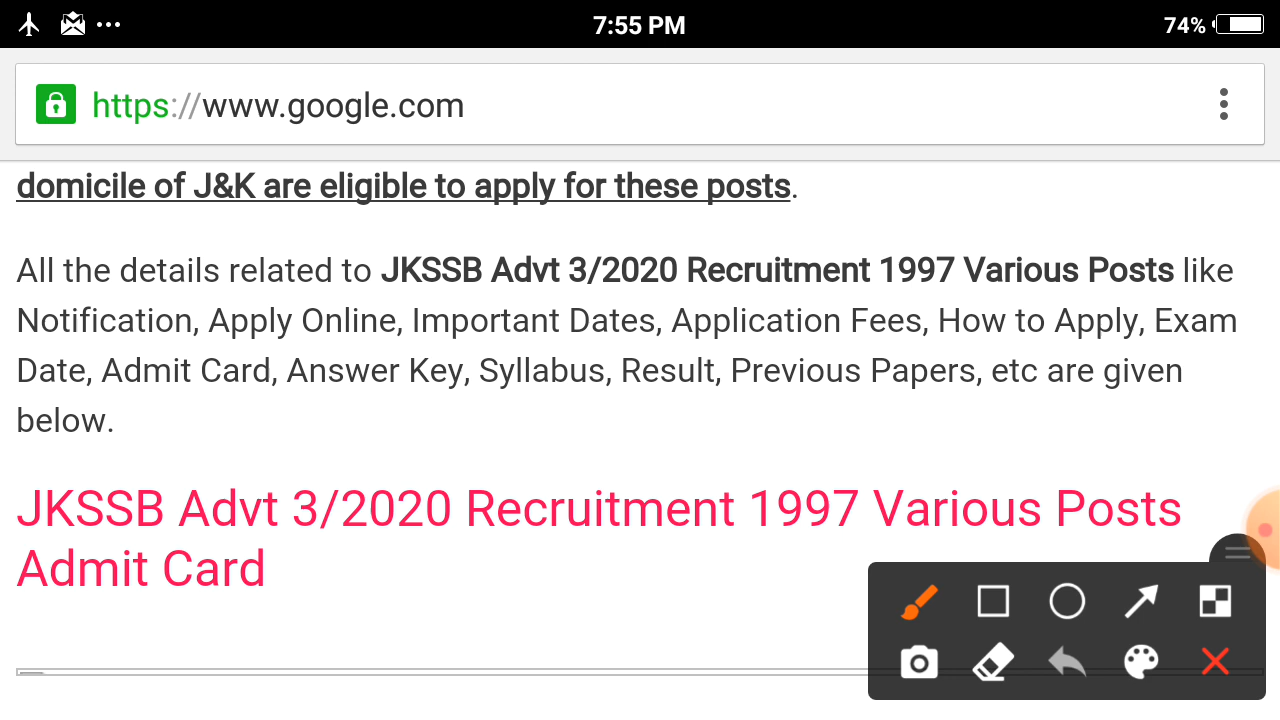 7:55 PM
74%
https://www.google.com
domicile of J&K are eligible to apply for these posts.
All the details related to JKSSB Advt 3/2020 Recruitment 1997 Various Posts like
Notification, Apply Online, Important Dates, Application Fees, How to Apply, Exam
Date, Admit Card, Answer Key, Syllabus, Result, Previous Papers, etc are given
below.
JKSSB Advt 3/2020 Recruitment 1997 Various Posts
Admit Card